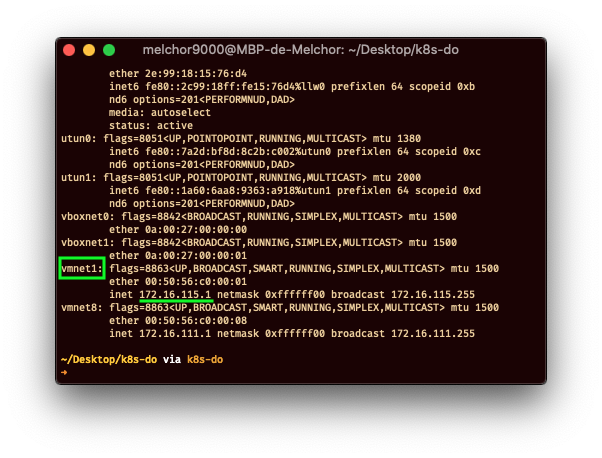 melchor9000@MBP-de-Melchor: ~/Desktop/k8s-do
ether 2e:99:18:15:76:d4
inet6 fe80::2c99:18ff:fe15:76d4%llw0 prefixlen 64 scopeid 0xb
nd6 options=201<PERFORMNUD,DAD>
media: autoselect
status: active
utun0: flags=8051<UP,POINTOPOINT,RUNNING,MULTICAST> mtu 1380
inet6 fe80::7a2d:bf8d:8c2b:c002%utun0 prefixlen 64 scopeid 0xc
nd6 options=201<PERFORMNUD,DAD>
utun1: flags=8051<UP,POINTOPOINT,RUNNING,MULTICAST> mtu 2000
inet6 fe80::1a60:6aa8:9363:a918%utun1 prefixlen 64 scopeid 0xd
nd6 options=201<PERFORMNUD,DAD>
vboxnet0: flags=8842<BROADCAST,RUNNING,SIMPLEX,MULTICAST> mtu 1500
ether 0a:00:27:00:00:00
vboxnet1: flags=8842<BROADCAST,RUNNING,SIMPLEX,MULTICAST> mtu 1500
ether 0a:00:27:00:00:01
vmnet1: flags=8863<UP,BROADCAST,SMART,RUNNING,SIMPLEX,MULTICAST> mtu 1500
ether 00:50:56:c0:00:01
inet 172.16.115.1 netmask 0xffffff00 broadcast 172.16.115.255
vmnet8: flags=8863<UP,BROADCAST,SMART,RUNNING,SIMPLEX,MULTICAST> mtu 1500
ether 00:50:56:c0:00:08
inet 172.16.111.1 netmask 0xffffff00 broadcast 172.16.111.255
~/Desktop/k8s-do via k8s-do
➜